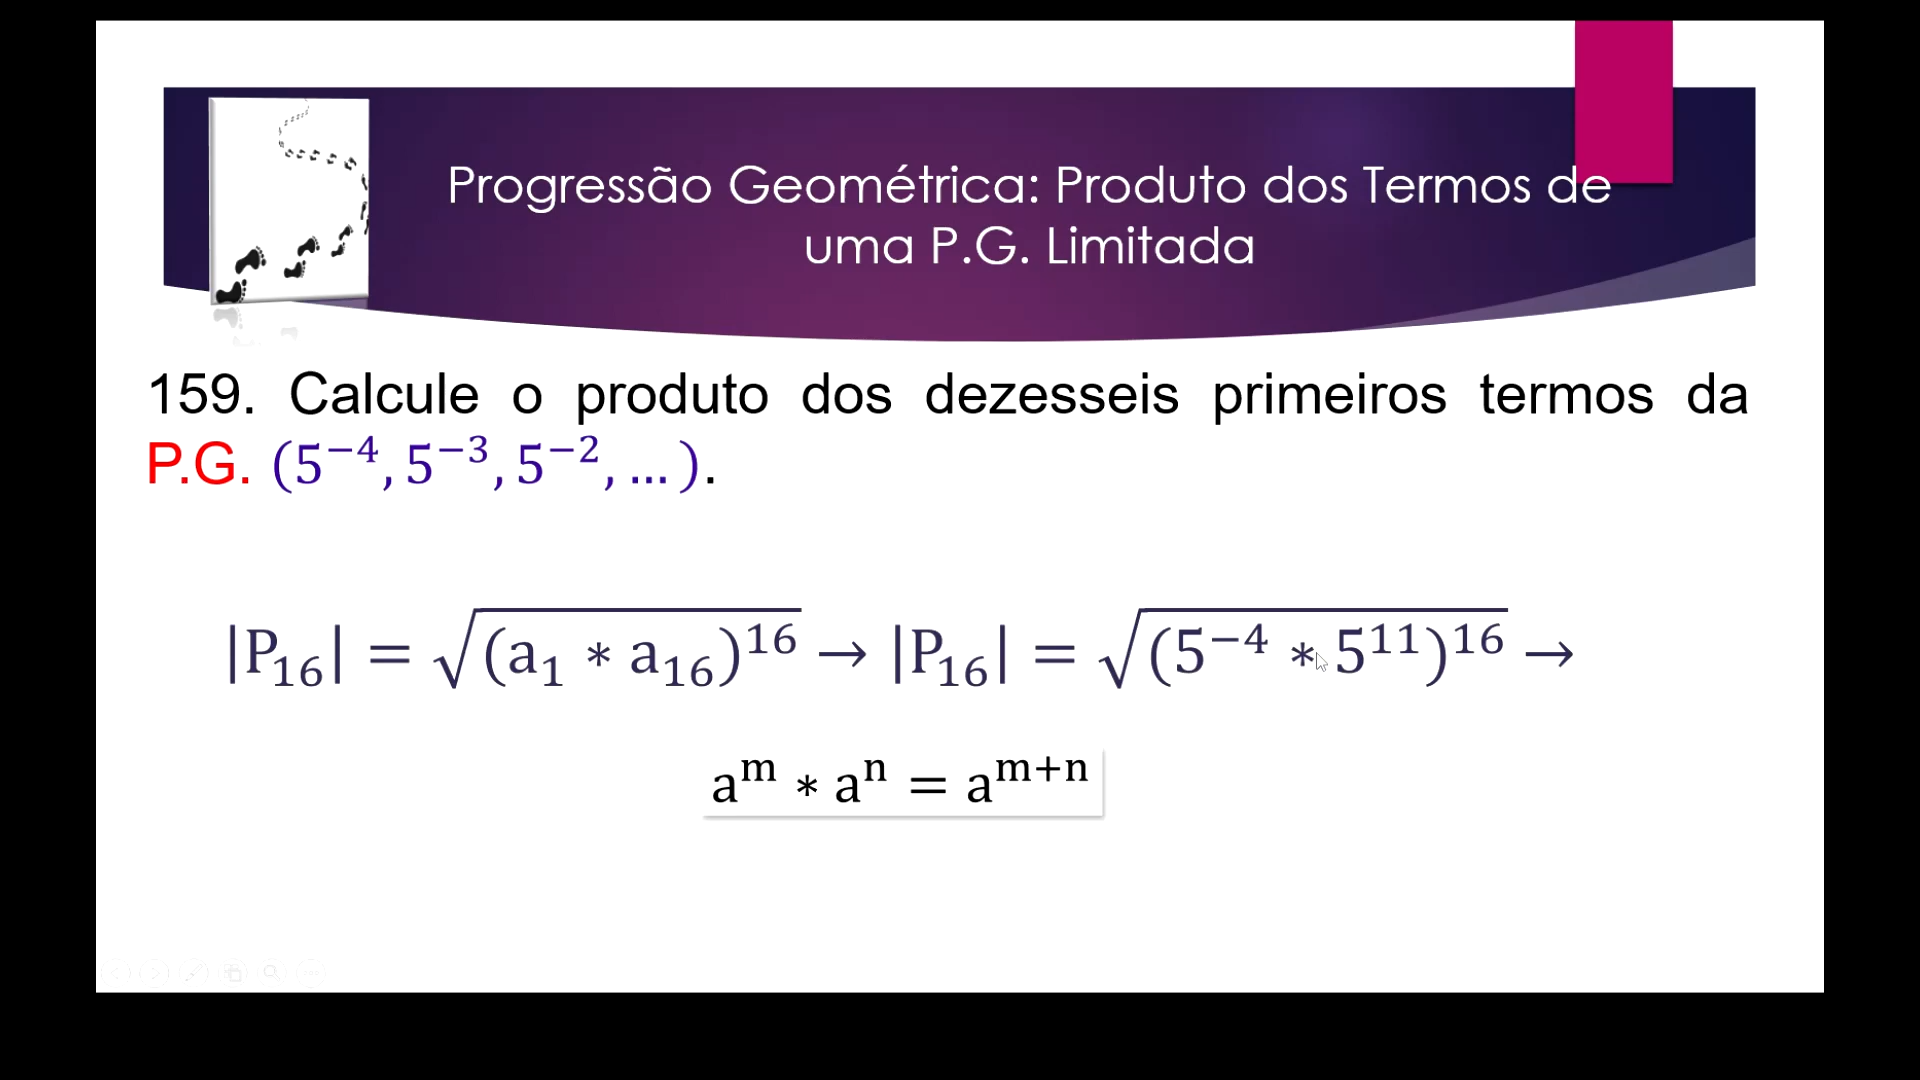 Progressão Geométrica: Produto dos Termos de
uma P.G. Limitada
159. Calcule o produto dos dezesseis primeiros termos da
P.G. (5⁻⁴, 5⁻³, 5⁻², … ).
|P₁₆| = √(a₁ ∗ a₁₆)¹⁶ → |P₁₆| = √(5⁻⁴ ∗ 5¹¹)¹⁶ →
aᵐ ∗ aⁿ = aᵐ⁺ⁿ